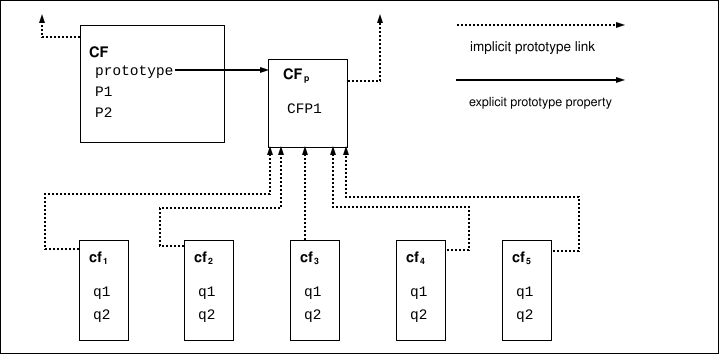 CF
prototype
P1
P2
CFp
CFP1
implicit prototype link
explicit prototype property
cf1
q1
q2
cf2
q1
q2
cf3
q1
q2
cf4
q1
q2
cf5
q1
q2